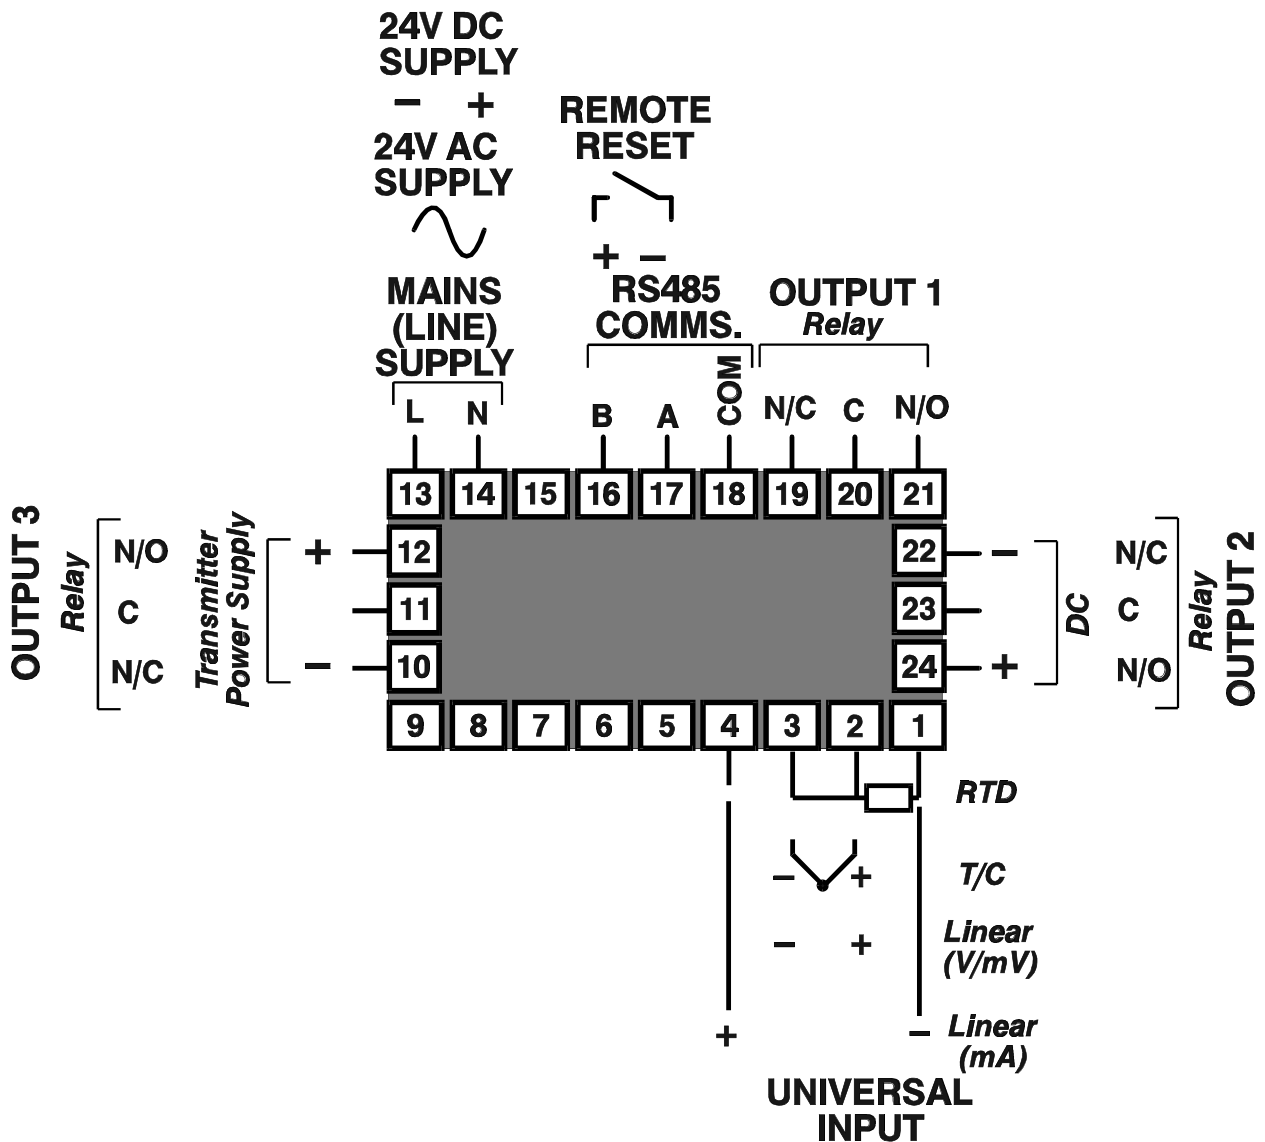 24V DC
SUPPLY
− +
24V AC
SUPPLY
MAINS
(LINE)
SUPPLY
L N
REMOTE
RESET
+ −
RS485
COMMS.
B A COM
OUTPUT 1
Relay
N/C C N/O
13 14 15 16 17 18 19 20 21
OUTPUT 3
Relay
N/O
C
N/C
Transmitter
Power Supply
+
−
12
11
10
22
23
24
−
+
DC
N/C
C
N/O
Relay
OUTPUT 2
9 8 7 6 5 4 3 2 1
RTD
− + T/C
− + Linear
(V/mV)
+ − Linear
(mA)
UNIVERSAL
INPUT